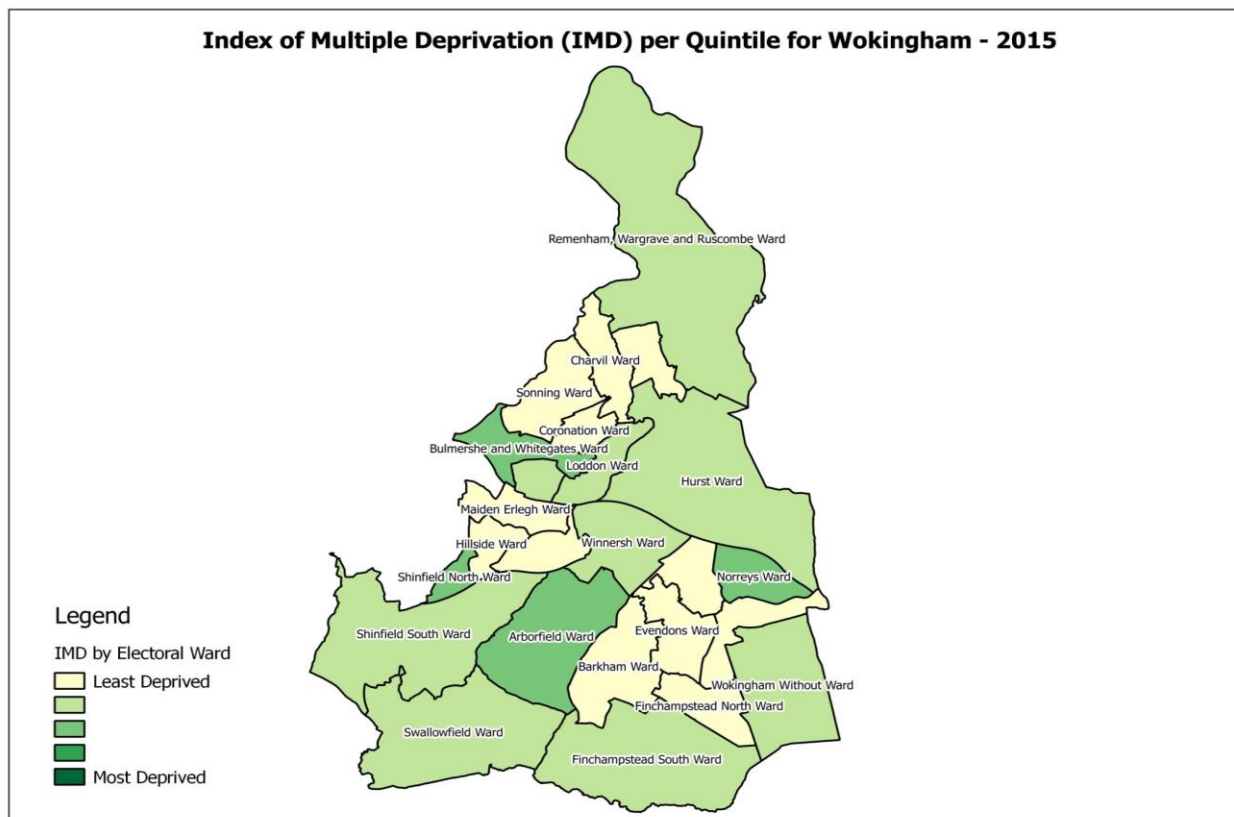 Index of Multiple Deprivation (IMD) per Quintile for Wokingham - 2015
Remenham, Wargrave and Ruscombe Ward
Charvil Ward
Sonning Ward
Coronation Ward
Bulmershe and Whitegates Ward
Loddon Ward
Hurst Ward
Maiden Erlegh Ward
Hillside Ward
Winnersh Ward
Shinfield North Ward
Norreys Ward
Shinfield South Ward
Arborfield Ward
Evendons Ward
Barkham Ward
Wokingham Without Ward
Finchampstead North Ward
Swallowfield Ward
Finchampstead South Ward
Legend
IMD by Electoral Ward
Least Deprived
Most Deprived